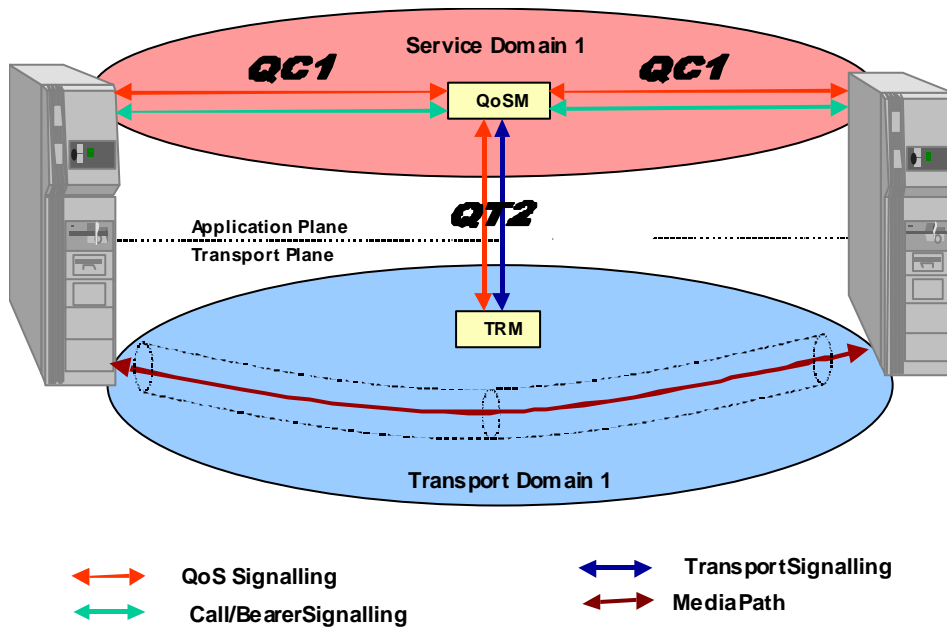 Service Domain 1
QC1
QC1
QoSM
QT2
Application Plane
Transport Plane
TRM
Transport Domain 1
QoS Signalling
TransportSignalling
Call/BearerSignalling
MediaPath